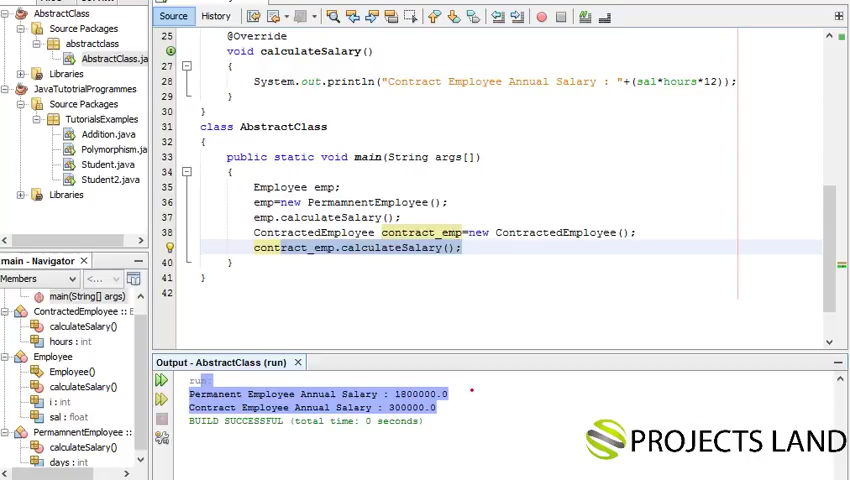 Source History
AbstractClass
Source Packages
abstractclass
AbstractClass.ja
Libraries
JavaTutotrialProgrammes
Source Packages
TutorialsExamples
Addition.java
Polymorphism.ja
Student.java
Student2.java
Libraries
main - Navigator
Members
<...
main(String[] args)
ContractedEmployee :: E
calculateSalary()
hours : int
Employee
Employee()
calculateSalary()
i : int
sal : float
PermamnentEmployee ::
calculateSalary()
days : int
25 @Override
void calculateSalary()
27 {
28 System.out.println("Contract Employee Annual Salary : "+(sal*hours*12));
29 }
30 }
31 class AbstractClass
32 {
33 public static void main(String args[])
34 {
35 Employee emp;
36 emp=new PermamnentEmployee();
37 emp.calculateSalary();
38 ContractedEmployee contract_emp=new ContractedEmployee();
contract_emp.calculateSalary();
40 }
41 }
42
Output - AbstractClass (run)
run:
Permanent Employee Annual Salary : 1800000.0
Contract Employee Annual Salary : 300000.0
BUILD SUCCESSFUL (total time: 0 seconds)
PROJECTS LAND